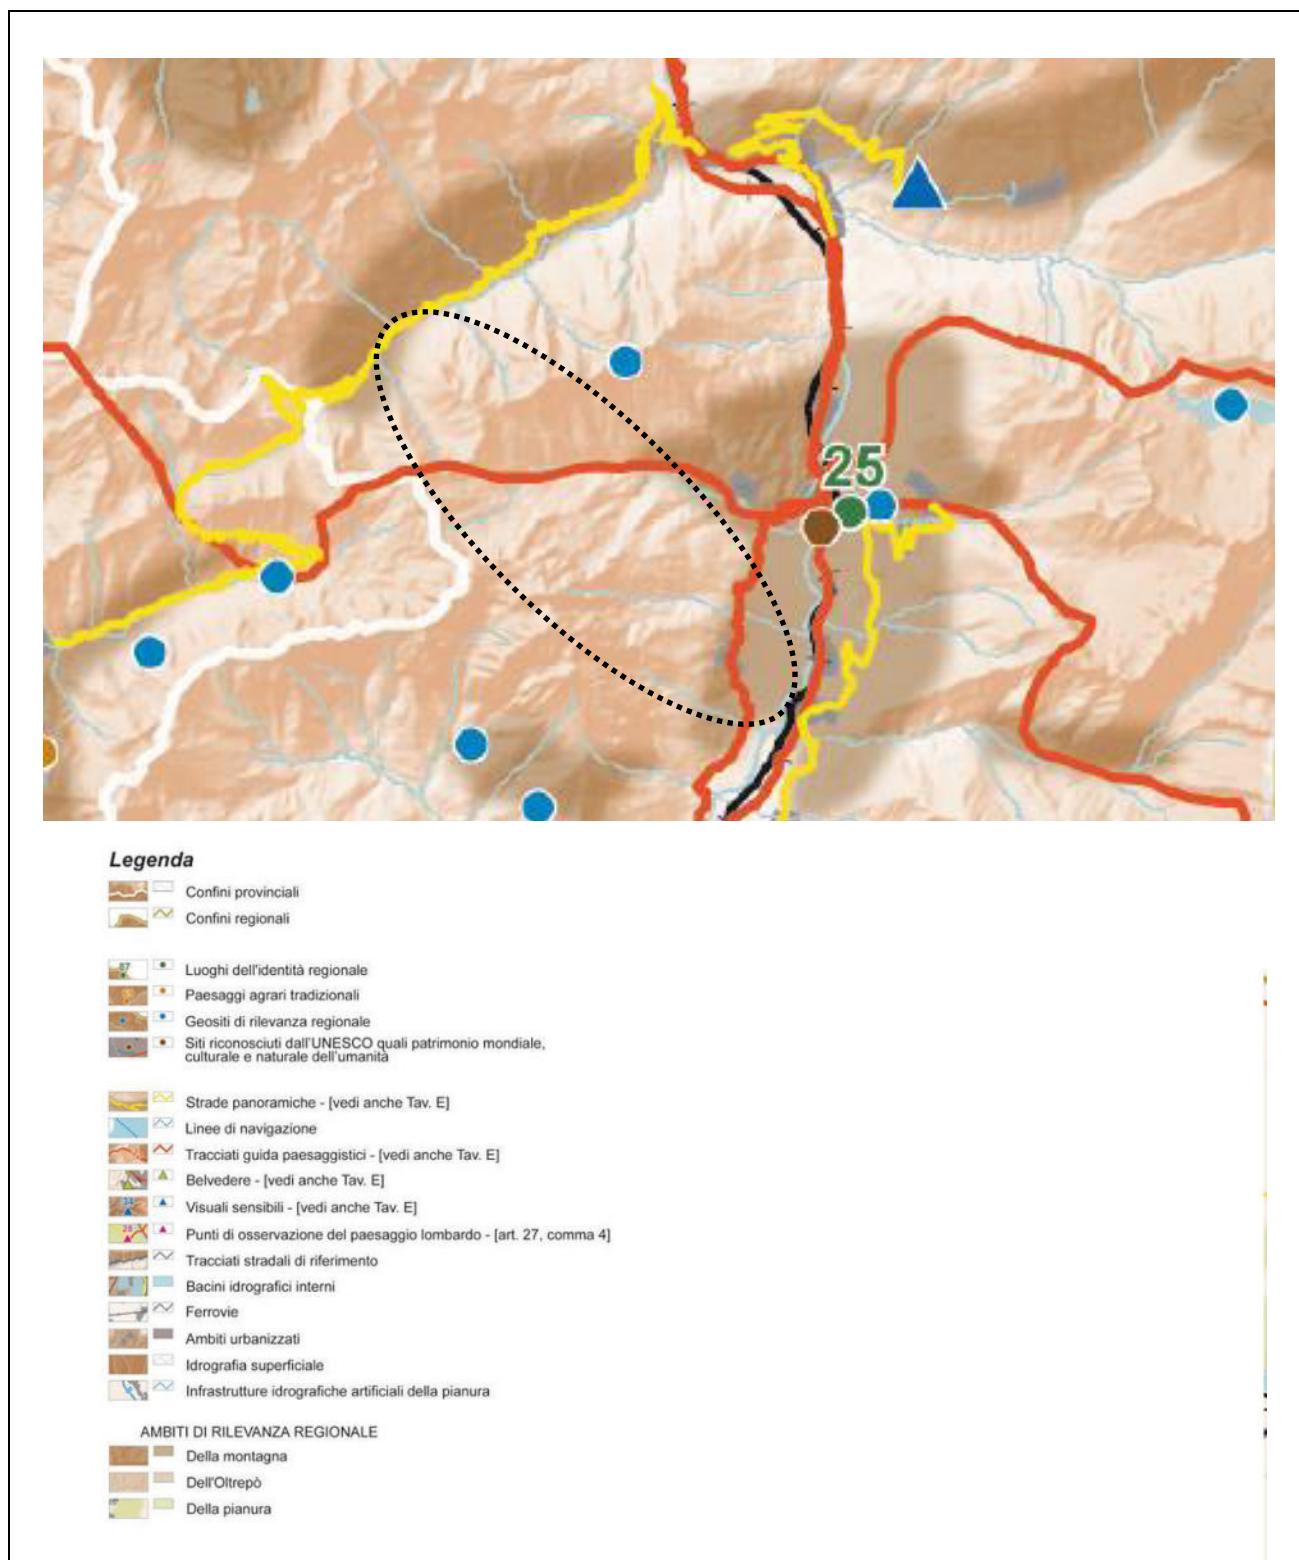 25
Legenda
Confini provinciali
Confini regionali
Luoghi dell'identità regionale
Paesaggi agrari tradizionali
Geositi di rilevanza regionale
Siti riconosciuti dall'UNESCO quali patrimonio mondiale,
culturale e naturale dell'umanità
Strade panoramiche - [vedi anche Tav. E]
Linee di navigazione
Tracciati guida paesaggistici - [vedi anche Tav. E]
Belvedere - [vedi anche Tav. E]
Visuali sensibili - [vedi anche Tav. E]
Punti di osservazione del paesaggio lombardo - [art. 27, comma 4]
Tracciati stradali di riferimento
Bacini idrografici interni
Ferrovie
Ambiti urbanizzati
Idrografia superficiale
Infrastrutture idrografiche artificiali della pianura
AMBITI DI RILEVANZA REGIONALE
Della montagna
Dell'Oltrepò
Della pianura